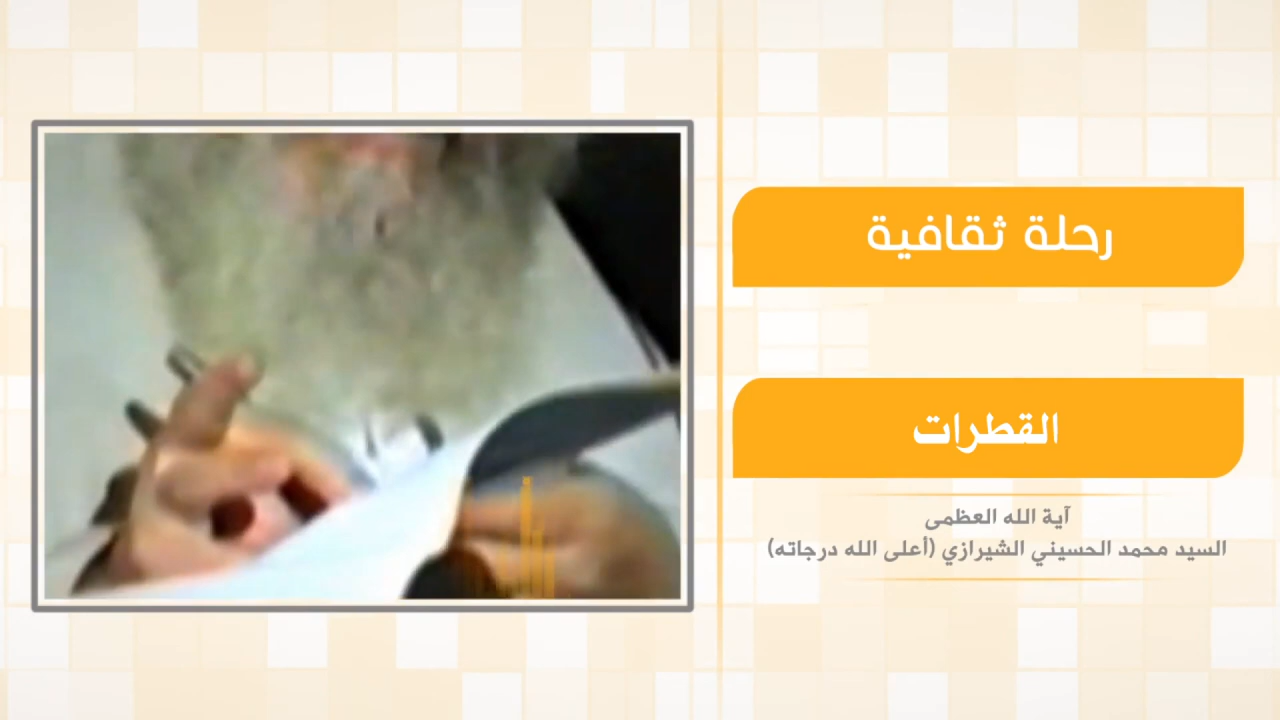 رحلة ثقافية
القطرات
آية الله العظمى
السيد محمد الحسيني الشيرازي (أعلى الله درجاته)